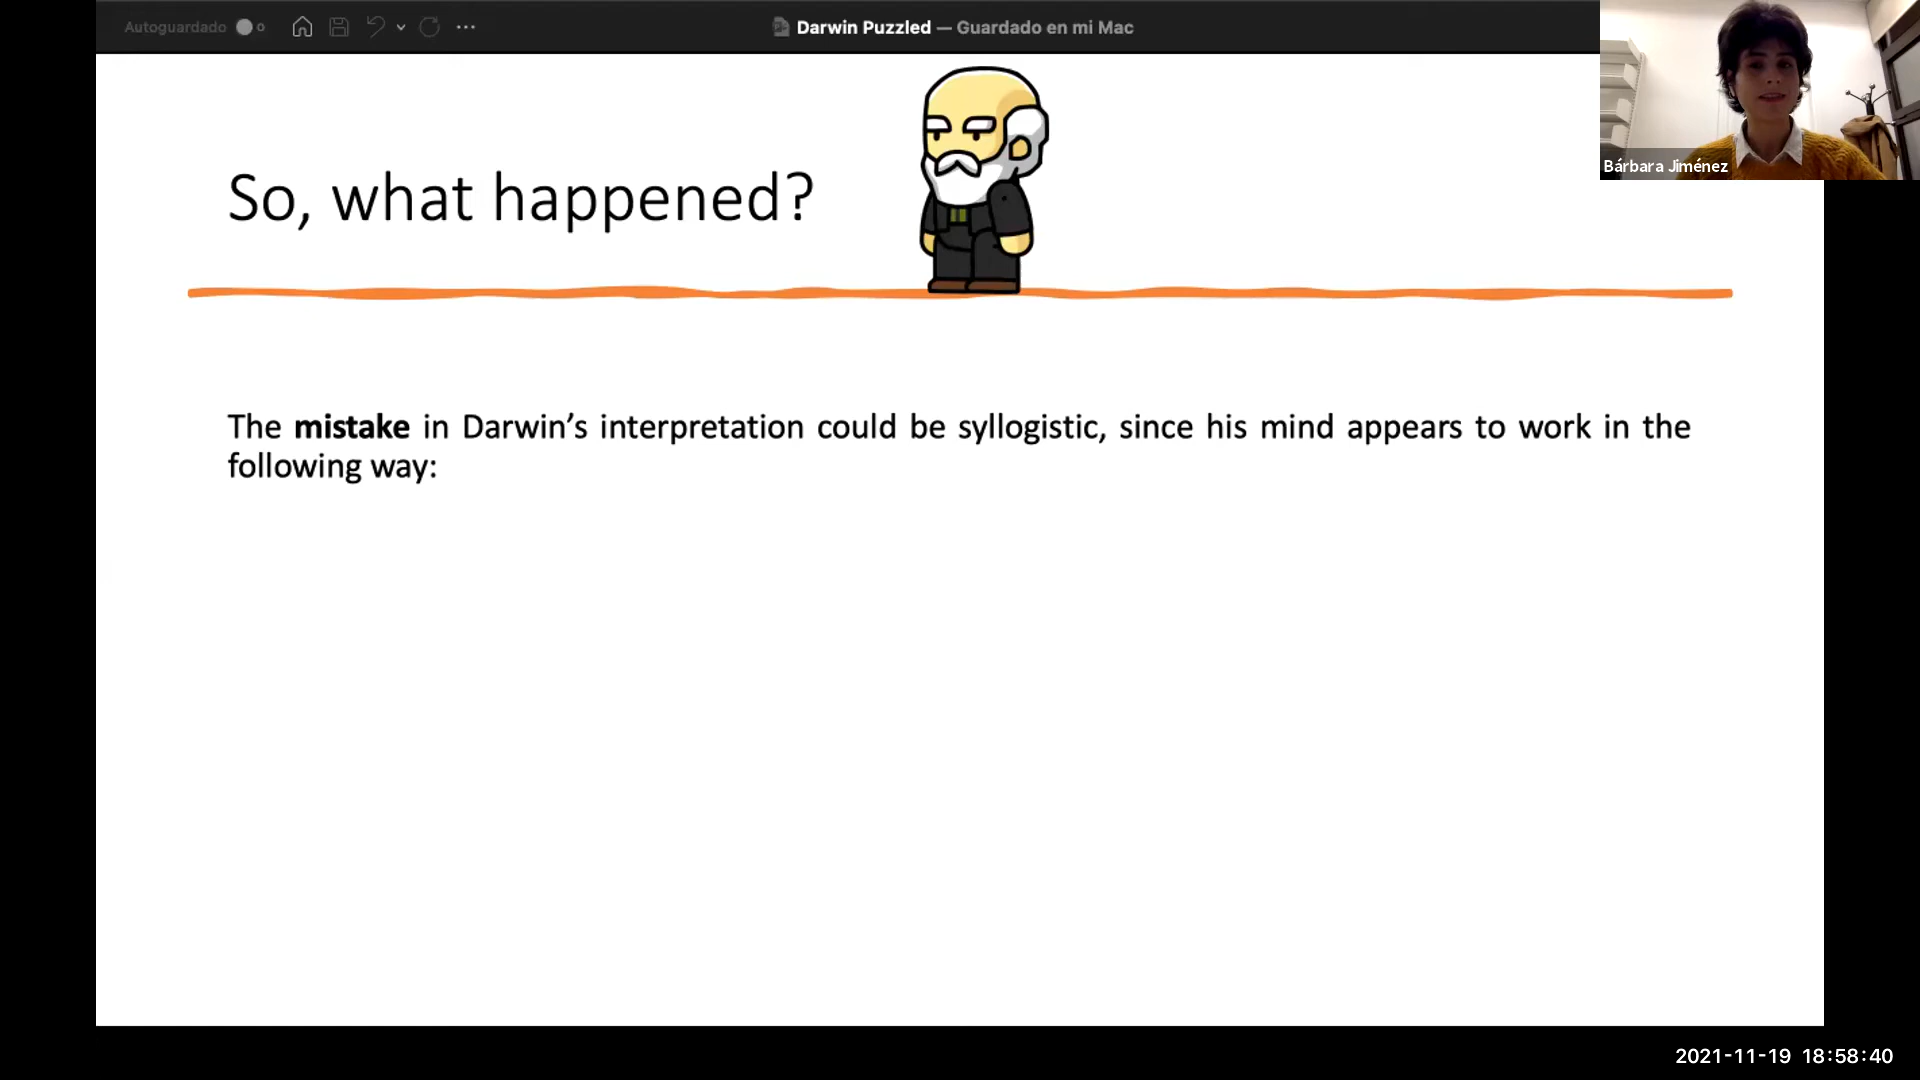 Autoguardado
Darwin Puzzled — Guardado en mi Mac
Bárbara Jiménez
So, what happened?
The mistake in Darwin’s interpretation could be syllogistic, since his mind appears to work in the
following way:
2021-11-19 18:58:40